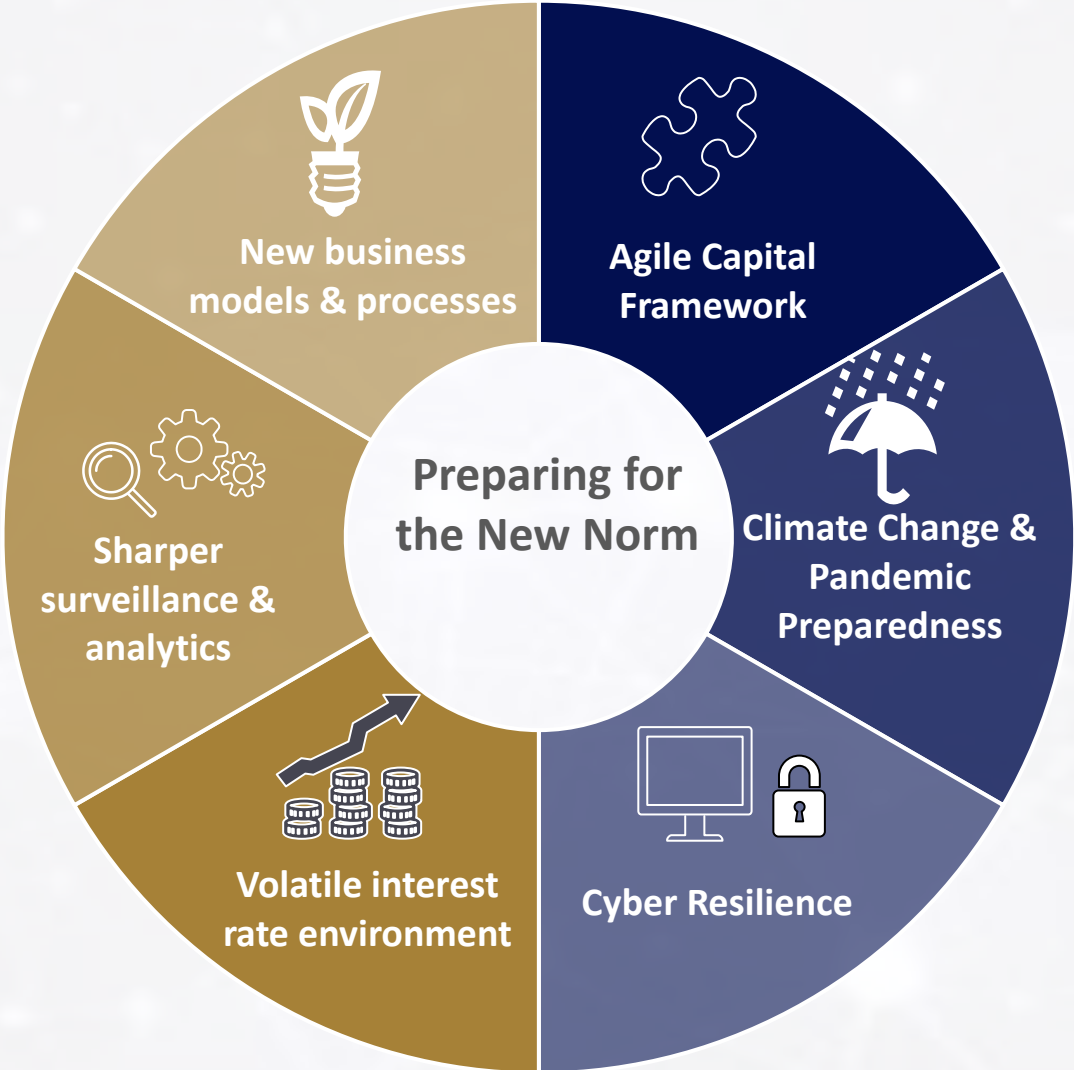 Preparing for
the New Norm
Agile Capital
Framework
Climate Change &
Pandemic
Preparedness
Cyber Resilience
Volatile interest
rate environment
Sharper
surveillance &
analytics
New business
models & processes